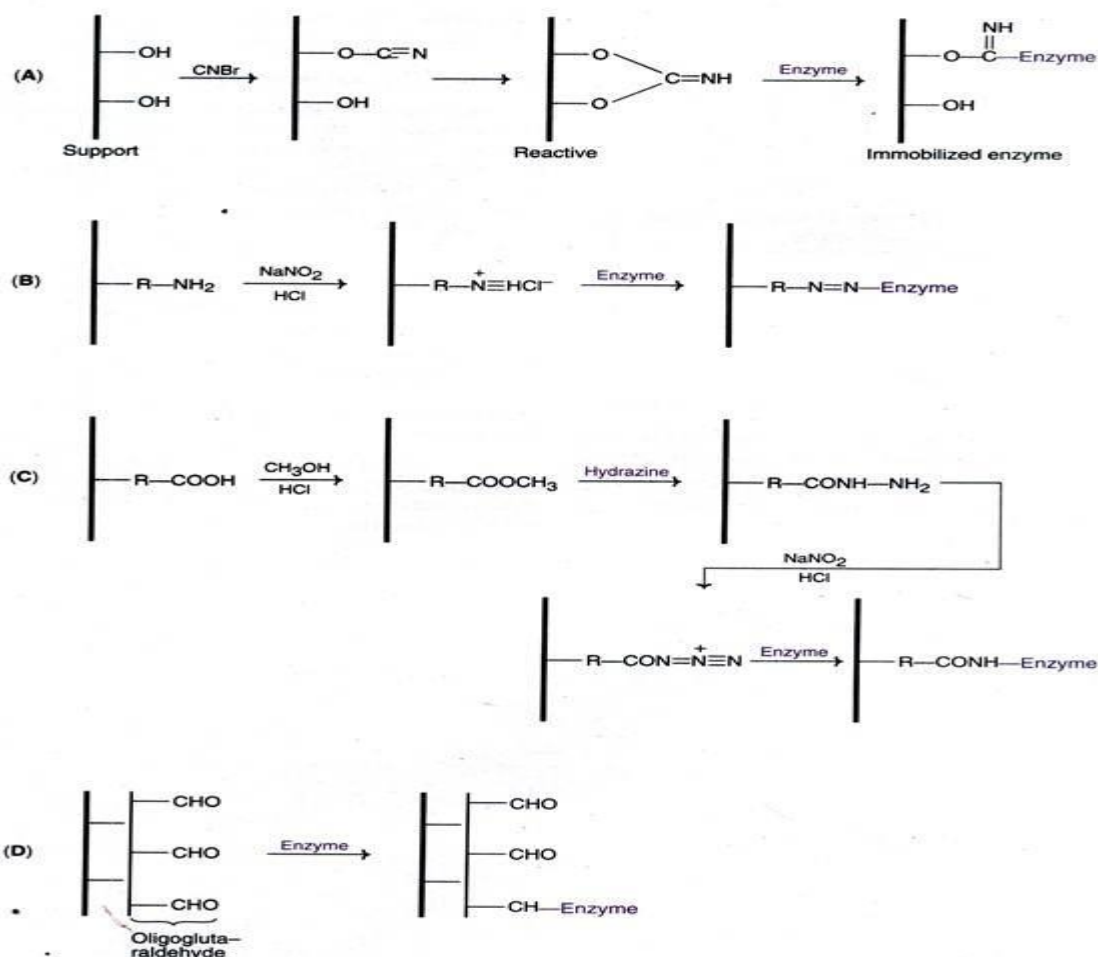 (A)
OH
OH
Support
CNBr
O—C≡N
OH
O
O
C=NH
Reactive
Enzyme
NH
O—C—Enzyme
OH
Immobilized enzyme
(B)
R—NH₂
NaNO₂
HCl
R—N⁺≡HCl⁻
Enzyme
R—N=N—Enzyme
(C)
R—COOH
CH₃OH
HCl
R—COOCH₃
Hydrazine
R—CONH—NH₂
NaNO₂
HCl
R—CON=N⁺≡N
Enzyme
R—CONH—Enzyme
(D)
CHO
CHO
CHO
Oligogluta-
raldehyde
Enzyme
CHO
CHO
CH—Enzyme